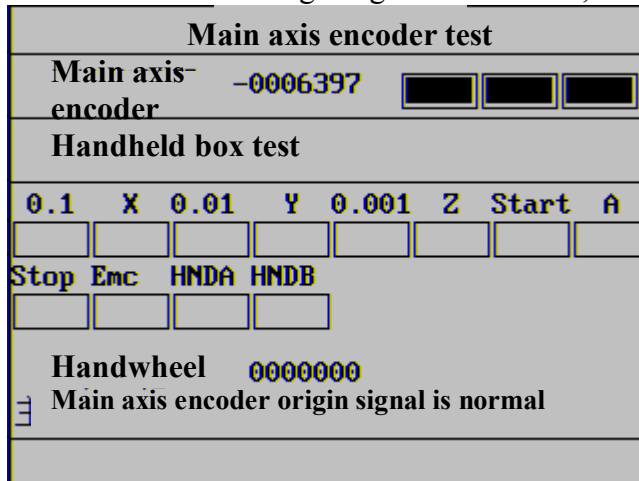 Main axis encoder test
Main axis -0006397
encoder
Handheld box test
0.1 X 0.01 Y 0.001 Z Start A
Stop Emc HNDA HNDB
Handwheel 0000000
Main axis encoder origin signal is normal